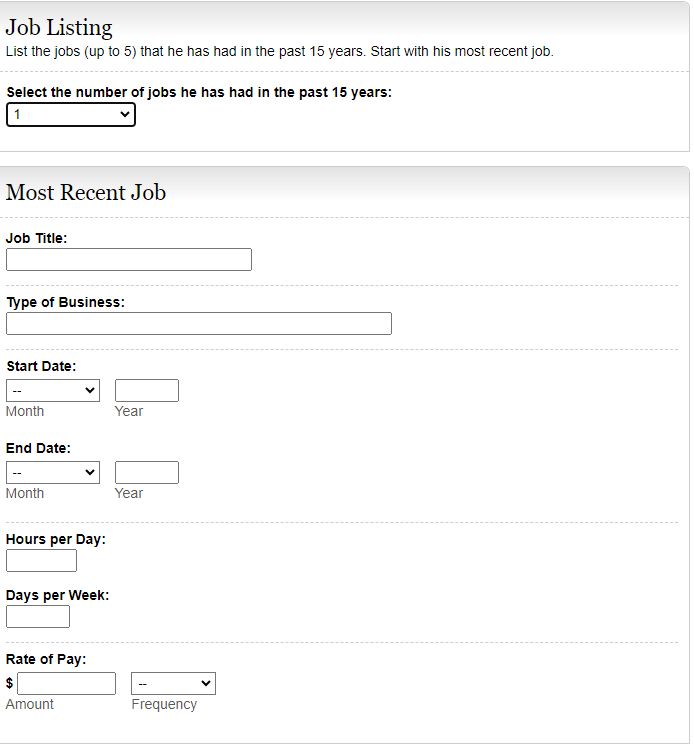 Job Listing
List the jobs (up to 5) that he has had in the past 15 years. Start with his most recent job.
Select the number of jobs he has had in the past 15 years:
1
Most Recent Job
Job Title:
Type of Business:
Start Date:
--
Month Year
End Date:
--
Month Year
Hours per Day:
Days per Week:
Rate of Pay:
$ --
Amount Frequency